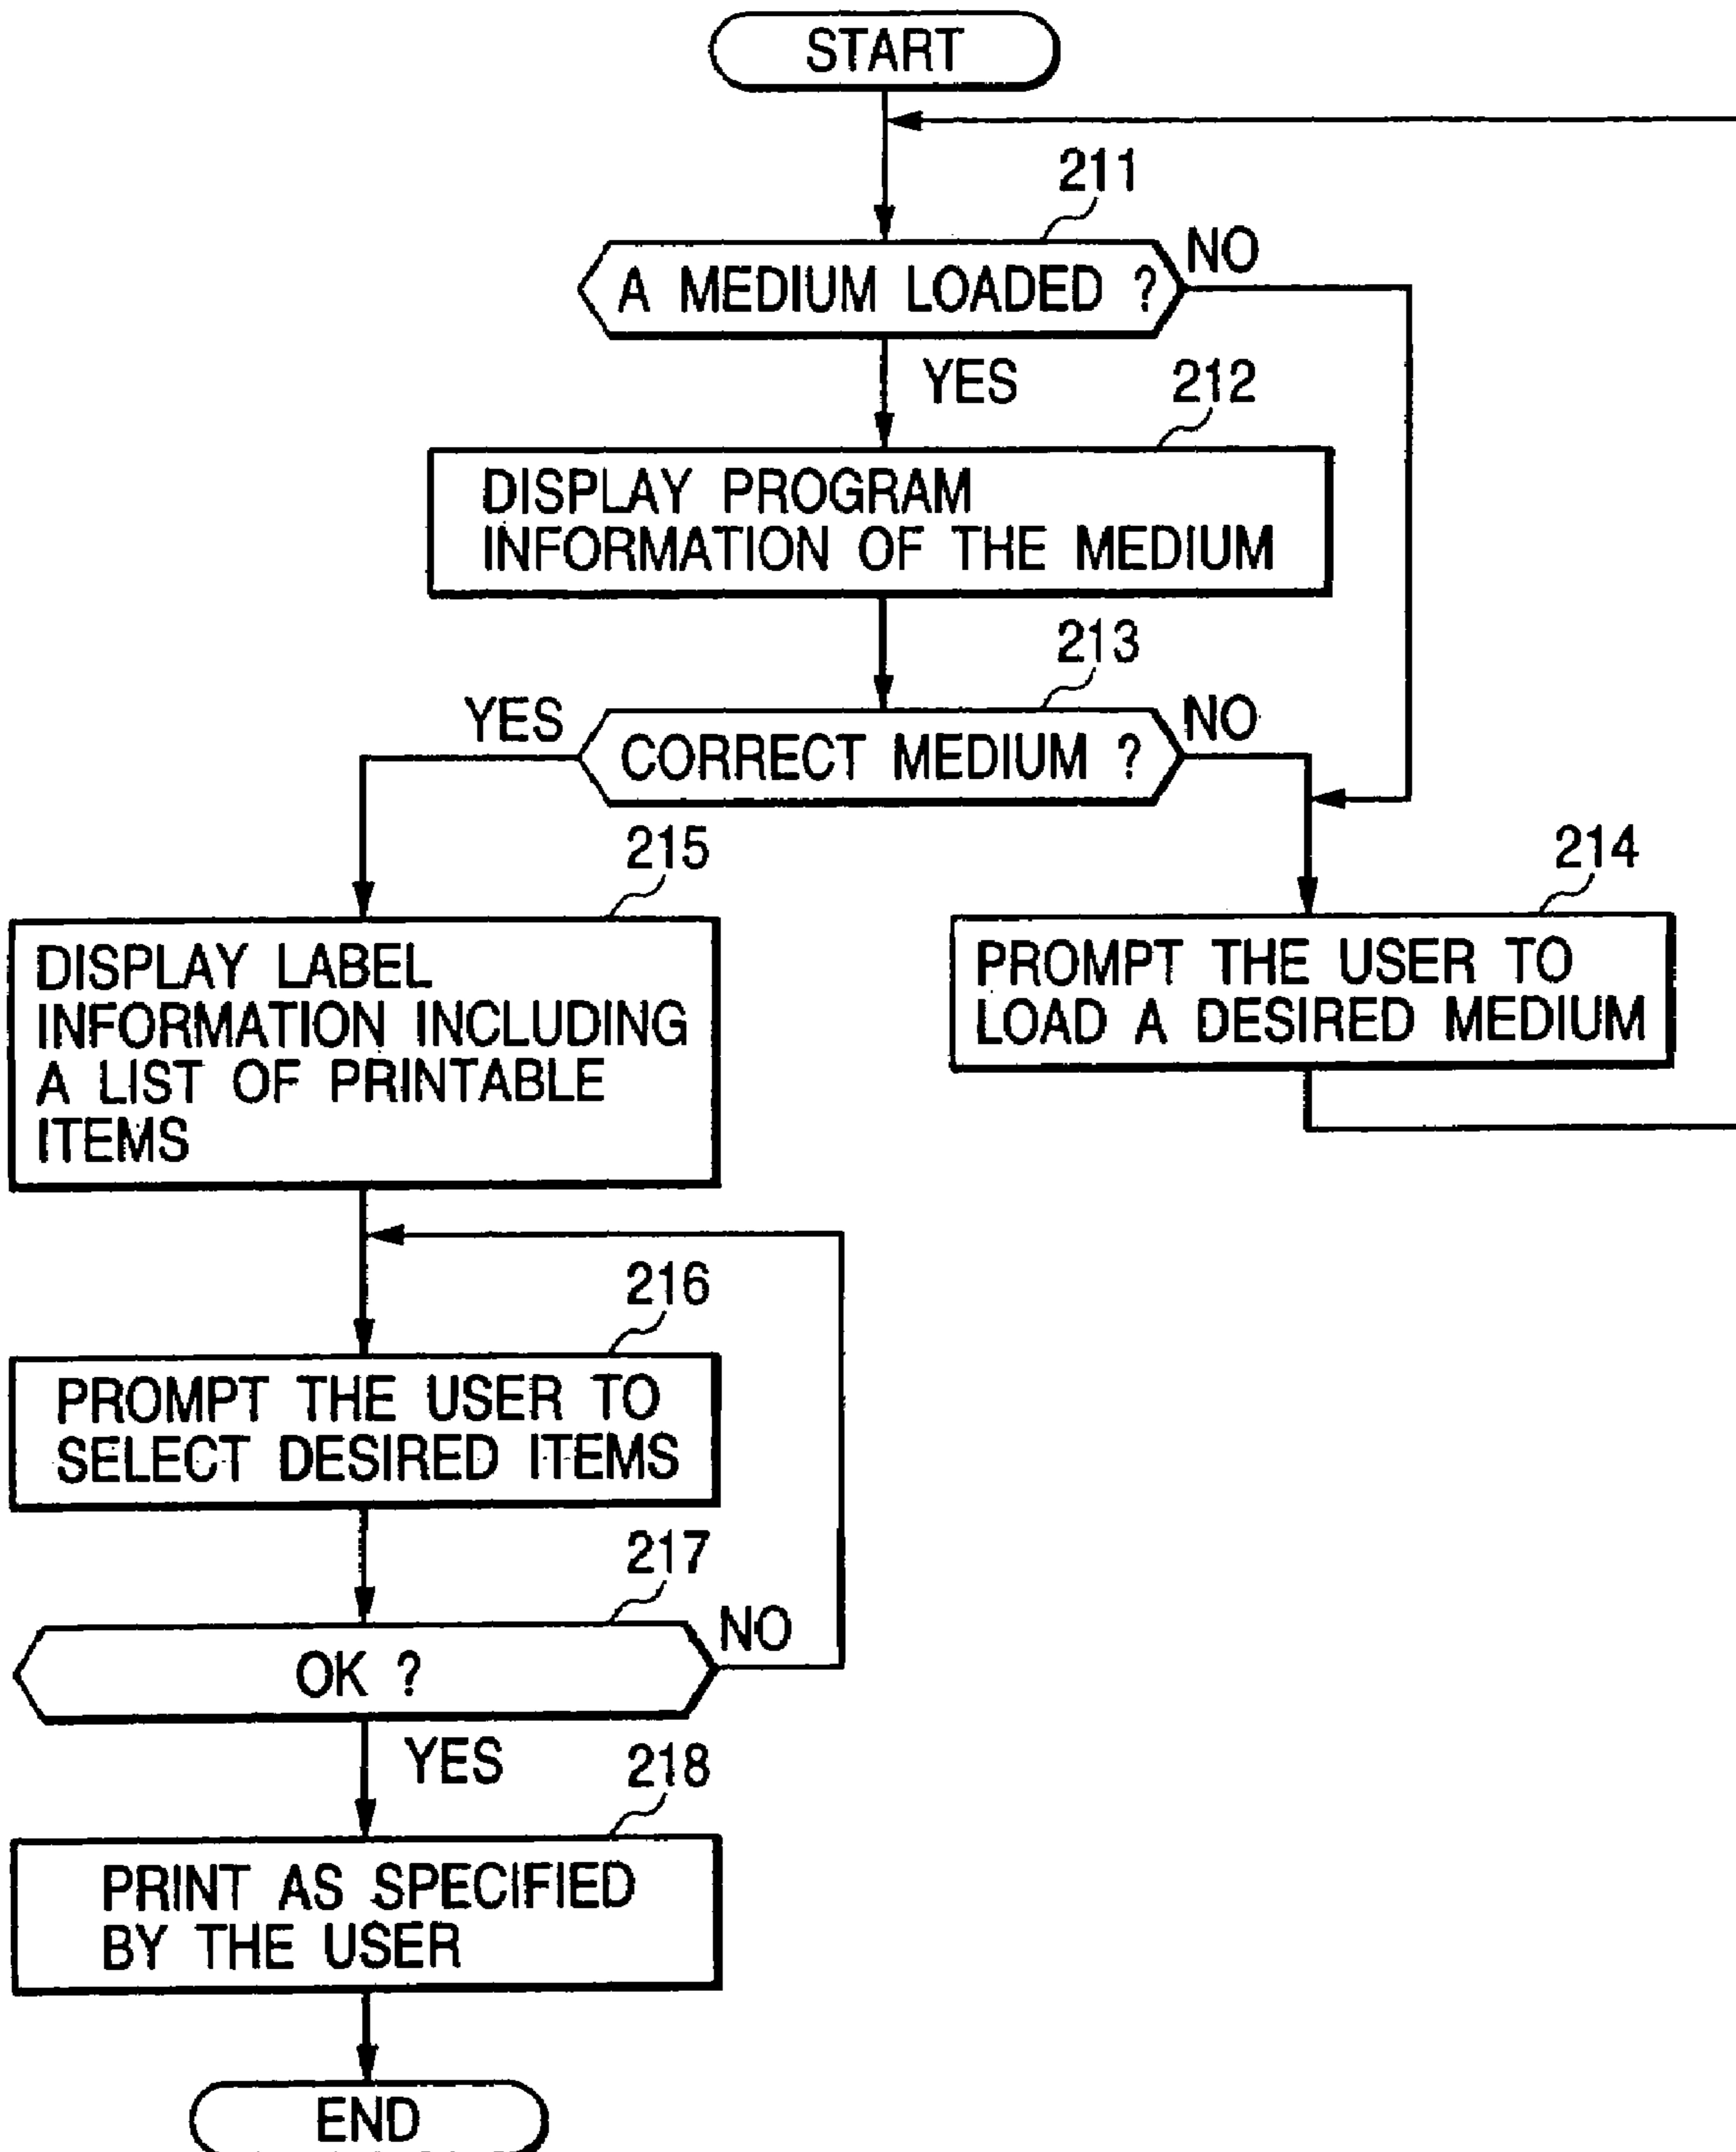 START
211
A MEDIUM LOADED ?
NO
YES
212
DISPLAY PROGRAM
INFORMATION OF THE MEDIUM
213
YES
CORRECT MEDIUM ?
NO
215
214
DISPLAY LABEL
INFORMATION INCLUDING
A LIST OF PRINTABLE
ITEMS
PROMPT THE USER TO
LOAD A DESIRED MEDIUM
216
PROMPT THE USER TO
SELECT DESIRED ITEMS
217
OK ?
NO
YES
218
PRINT AS SPECIFIED
BY THE USER
END